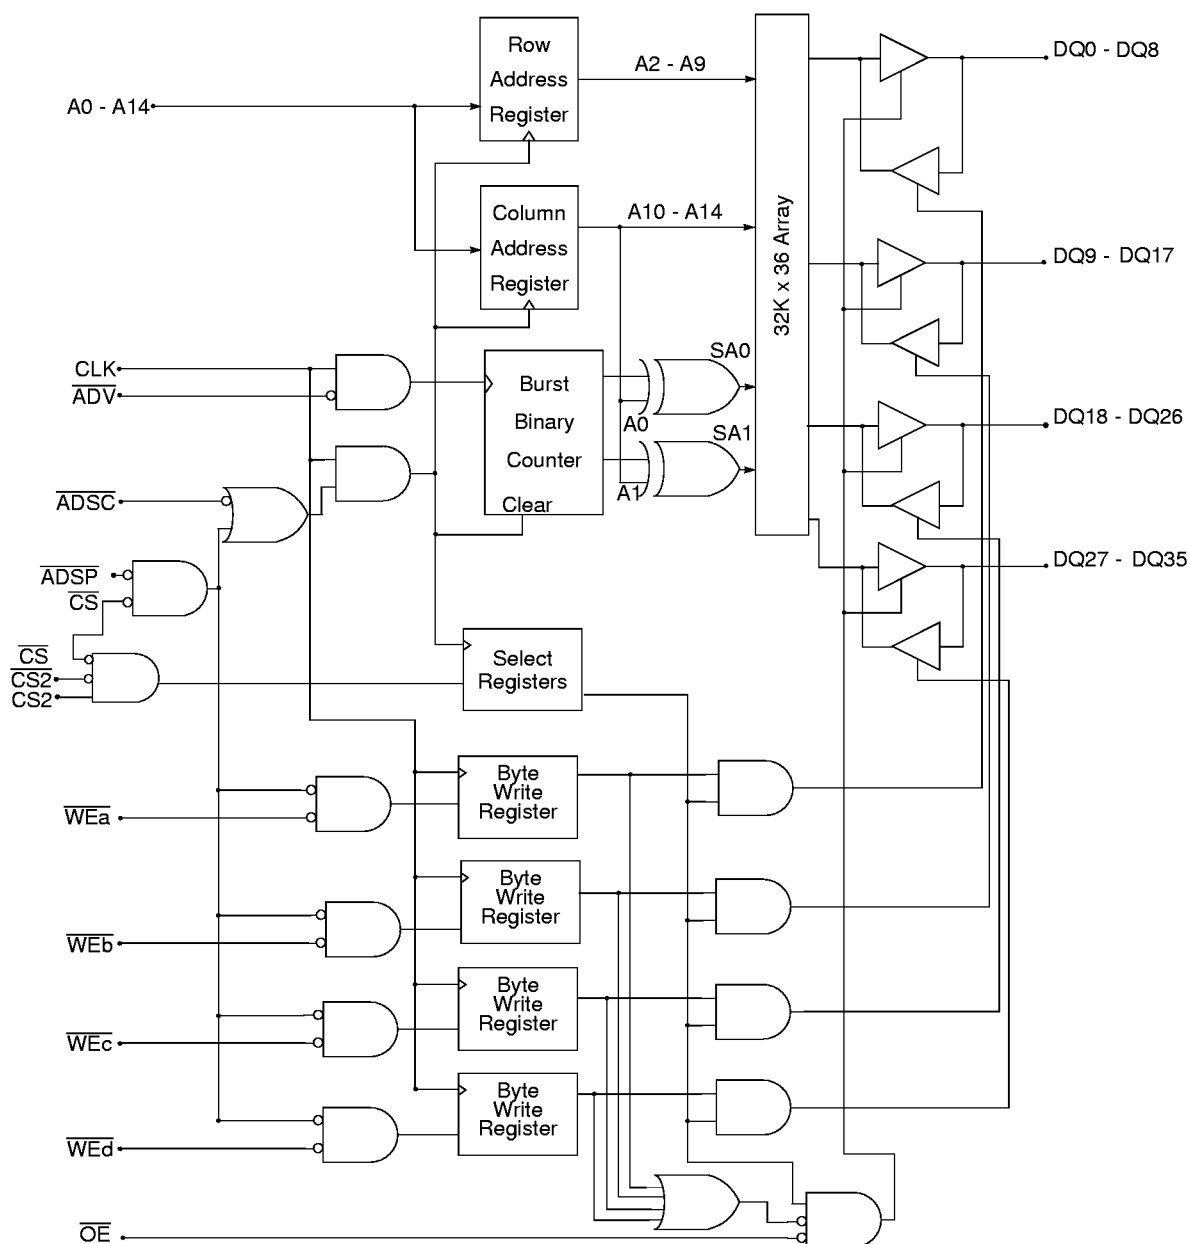 Row
Address
Register
A2 - A9
DQ0 - DQ8
A0 - A14
Column
Address
Register
A10 - A14
32K x 36 Array
DQ9 - DQ17
CLK
ADV
Burst
Binary
Counter
Clear
SA0
A0
SA1
A1
DQ18 - DQ26
ADSC
ADSP
CS
DQ27 - DQ35
CS
CS2
CS2
Select
Registers
Byte
Write
Register
WEa
Byte
Write
Register
WEb
Byte
Write
Register
WEc
Byte
Write
Register
WEd
OE